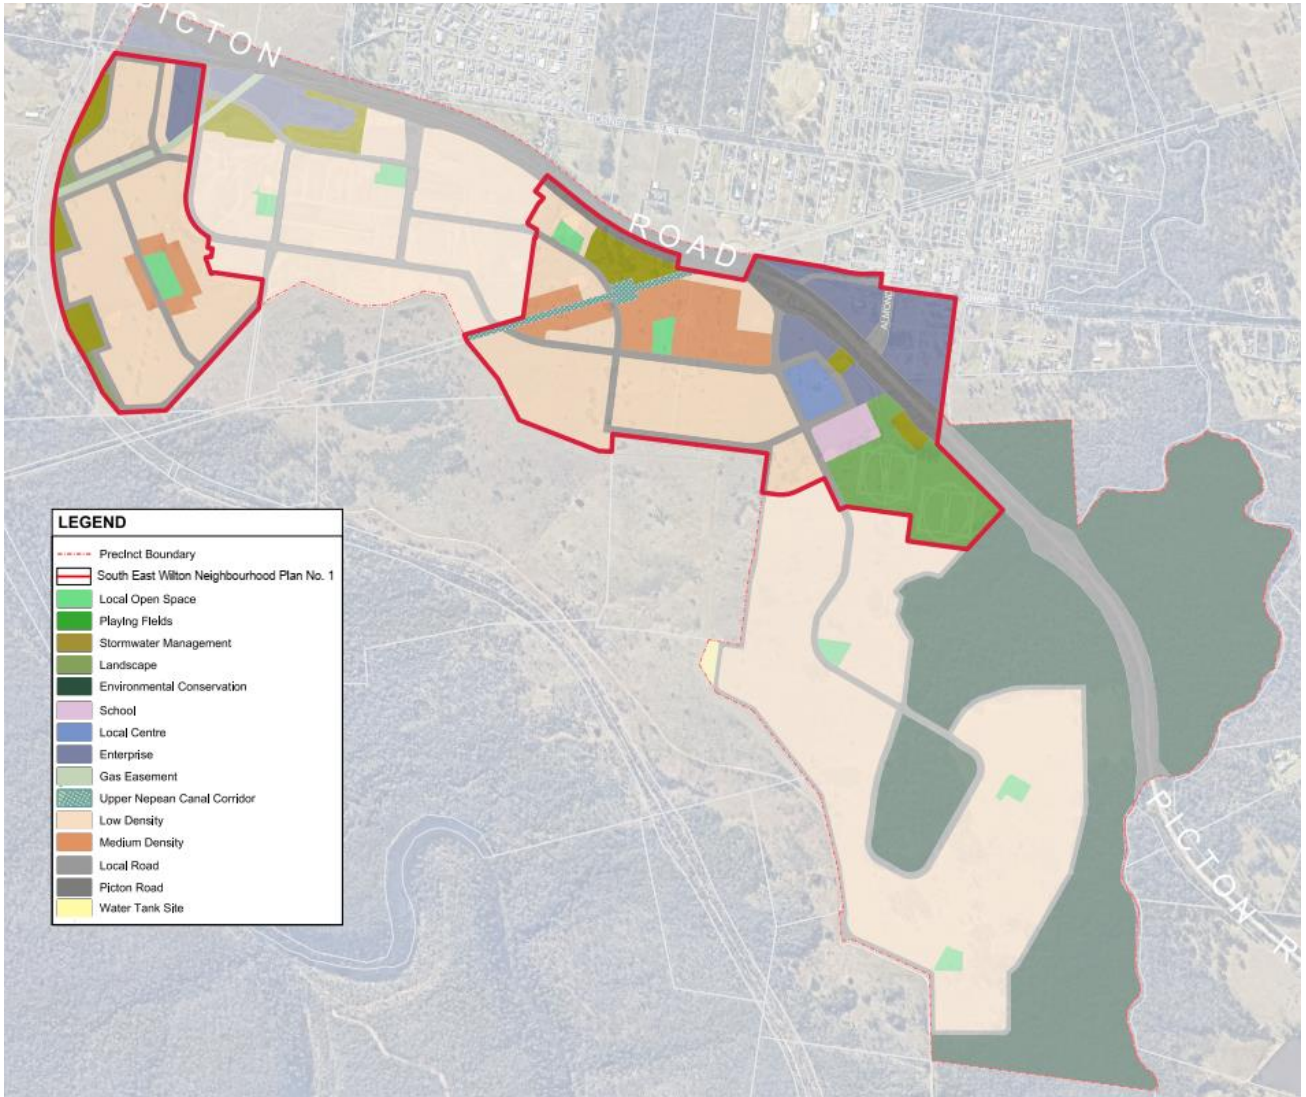 PICTON
ROAD
ALMOND
LEGEND
Precinct Boundary
South East Wilton Neighbourhood Plan No. 1
Local Open Space
Playing Fields
Stormwater Management
Landscape
Environmental Conservation
School
Local Centre
Enterprise
Gas Easement
Upper Nepean Canal Corridor
Low Density
Medium Density
Local Road
Picton Road
Water Tank Site
PICTON R